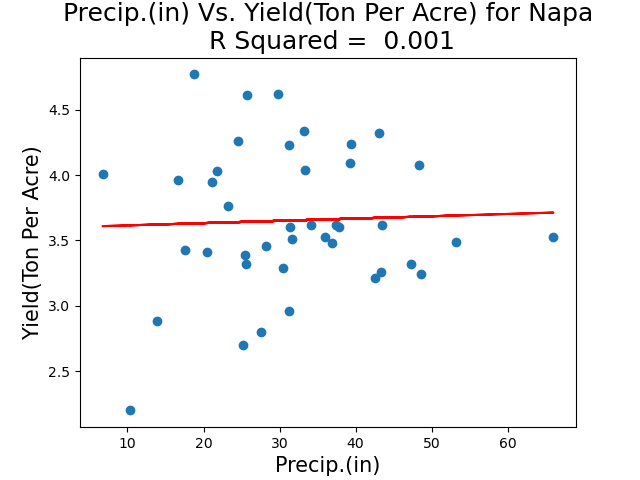 Precip.(in) Vs. Yield(Ton Per Acre) for Napa
R Squared =  0.001
Yield(Ton Per Acre)
4.5
4.0
3.5
3.0
2.5
10 20 30 40 50 60
Precip.(in)